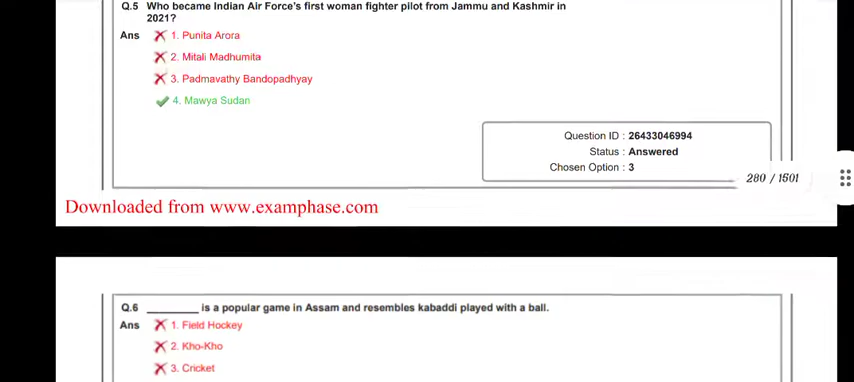 Q.5 Who became Indian Air Force's first woman fighter pilot from Jammu and Kashmir in
2021?
Ans 1. Punita Arora
2. Mitali Madhumita
3. Padmavathy Bandopadhyay
4. Mawya Sudan
Question ID : 26433046994
Status : Answered
Chosen Option : 3
280 / 1501
Downloaded from www.examphase.com
Q.6 ________ is a popular game in Assam and resembles kabaddi played with a ball.
Ans 1. Field Hockey
2. Kho-Kho
3. Cricket